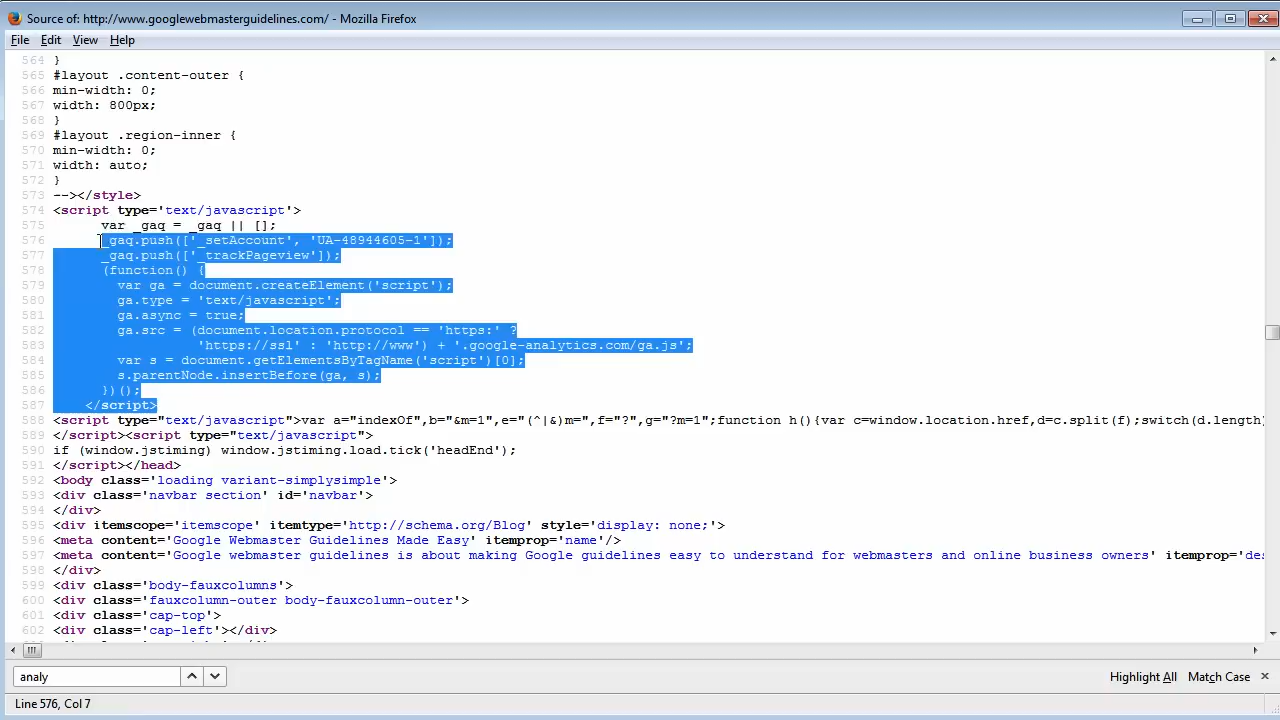 Source of: http://www.googlewebmasterguidelines.com/ - Mozilla Firefox
File Edit View Help
564 }
565 #layout .content-outer {
566 min-width: 0;
567 width: 800px;
568 }
569 #layout .region-inner {
570 min-width: 0;
571 width: auto;
572 }
573 --></style>
574 <script type='text/javascript'>
575 var _gaq = _gaq || [];
576 _gaq.push(['_setAccount', 'UA-48944605-1']);
577 _gaq.push(['_trackPageview']);
578 (function() {
579 var ga = document.createElement('script');
580 ga.type = 'text/javascript';
581 ga.async = true;
582 ga.src = (document.location.protocol == 'https:' ?
583 'https://ssl' : 'http://www') + '.google-analytics.com/ga.js';
584 var s = document.getElementsByTagName('script')[0];
585 s.parentNode.insertBefore(ga, s);
586 })();
587 </script>
588 <script type="text/javascript">var a="indexOf",b="&m=1",e="(^|&)m=",f="?",g="?m=1";function h(){var c=window.location.href,d=c.split(f);switch(d.length)
589 </script><script type="text/javascript">
590 if (window.jstiming) window.jstiming.load.tick('headEnd');
591 </script></head>
592 <body class='loading variant-simplysimple'>
593 <div class='navbar section' id='navbar'>
594 </div>
595 <div itemscope='itemscope' itemtype='http://schema.org/Blog' style='display: none;'>
596 <meta content='Google Webmaster Guidelines Made Easy' itemprop='name'/>
597 <meta content='Google webmaster guidelines is about making Google guidelines easy to understand for webmasters and online business owners' itemprop='des
598 </div>
599 <div class='body-fauxcolumns'>
600 <div class='fauxcolumn-outer body-fauxcolumn-outer'>
601 <div class='cap-top'>
602 <div class='cap-left'></div>
analy Highlight All Match Case
Line 576, Col 7